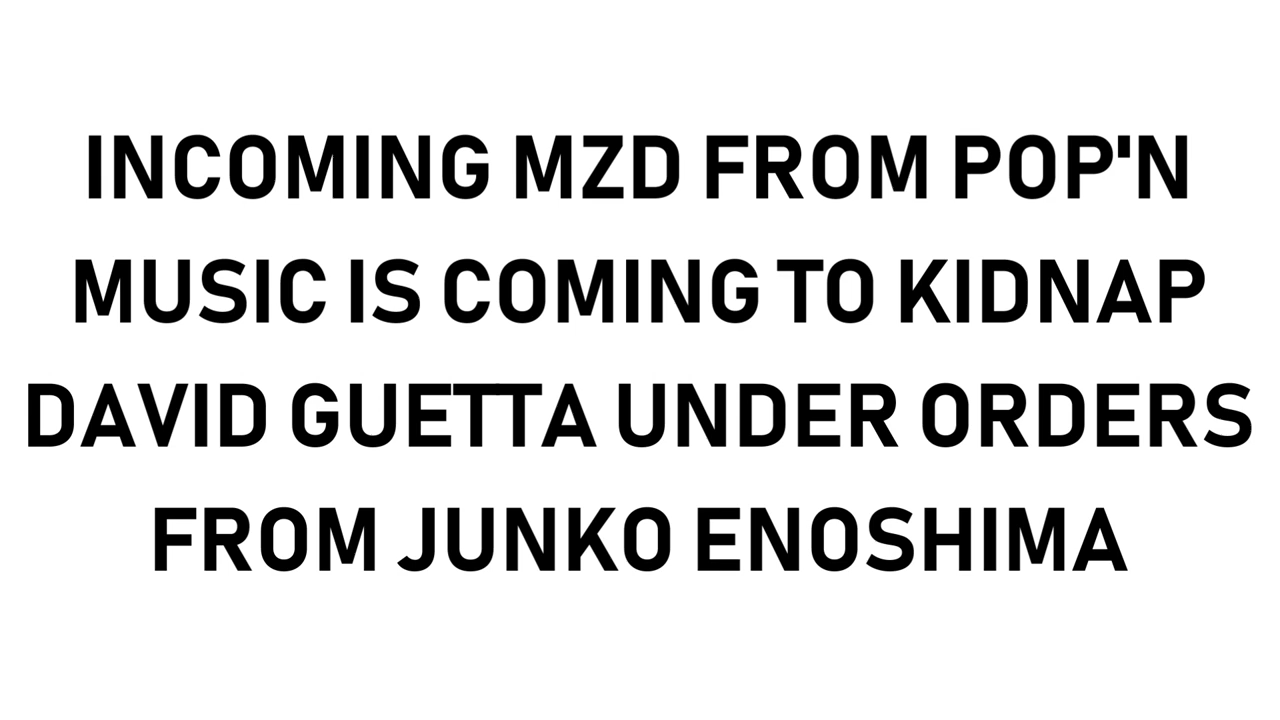 INCOMING MZD FROM POP'N
MUSIC IS COMING TO KIDNAP
DAVID GUETTA UNDER ORDERS
FROM JUNKO ENOSHIMA